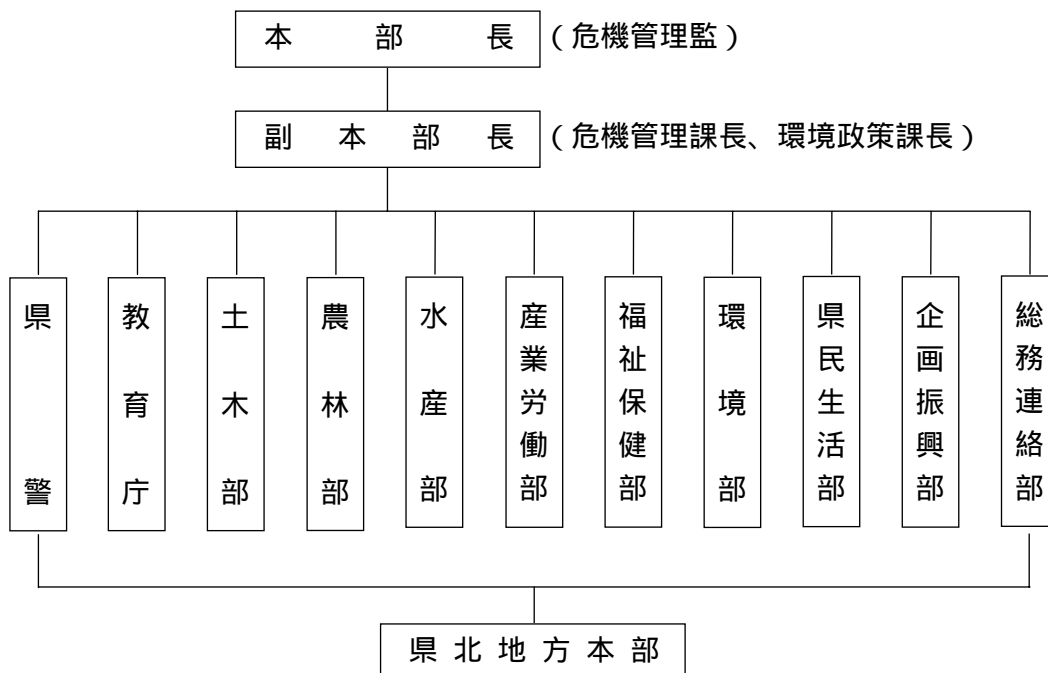 本部長（危機管理監）
副本部長（危機管理課長、環境政策課長）
県警
教育庁
土木部
農林部
水産部
産業労働部
福祉保健部
環境部
県民生活部
企画振興部
総務連絡部
県北地方本部